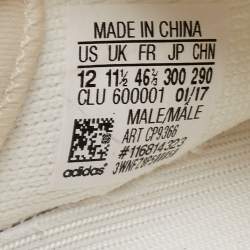 MADE IN CHINA
US UK FR JP CHN
12 11½ 46⅔ 300 290
CLU 600001 01/17
MALE/MALE
ART CP9366
#116814323
adidas